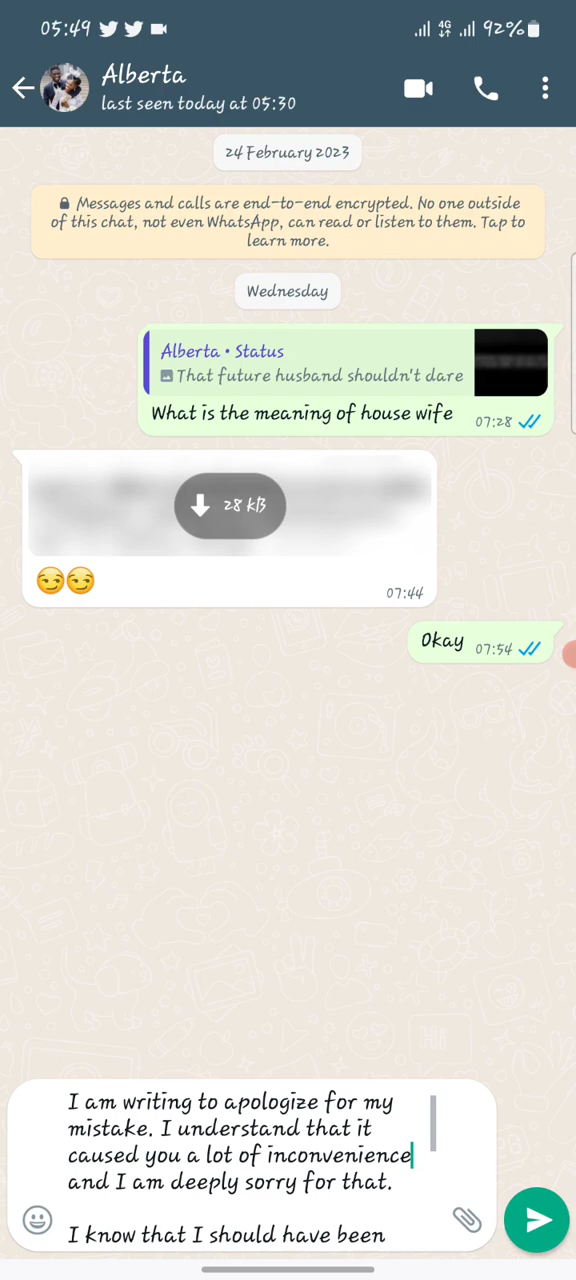 05:49 4G 92%
Alberta
last seen today at 05:30
24 February 2023
Messages and calls are end-to-end encrypted. No one outside
of this chat, not even WhatsApp, can read or listen to them. Tap to
learn more.
Wednesday
Alberta • Status
That future husband shouldn't dare
What is the meaning of house wife 07:28
28 kB
😏😏 07:44
Okay 07:54
I am writing to apologize for my
mistake. I understand that it
caused you a lot of inconvenience
and I am deeply sorry for that.
I know that I should have been